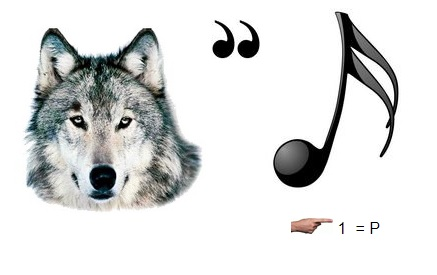 “
1 = P